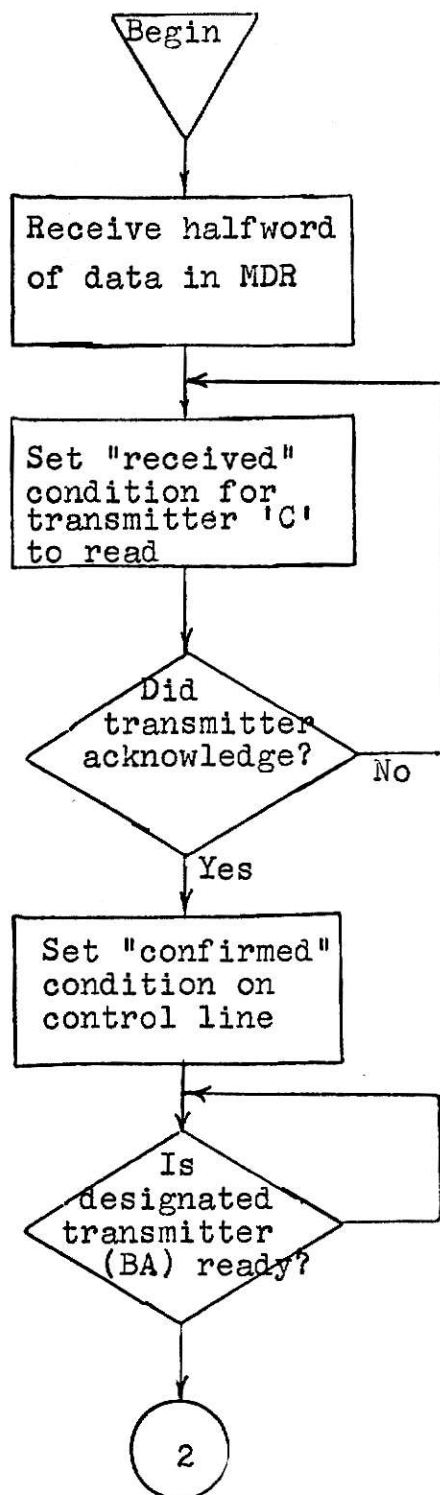 Begin
Receive halfword
of data in MDR
Set "received"
condition for
transmitter 'C'
to read
Did
transmitter
acknowledge?
No
Yes
Set "confirmed"
condition on
control line
Is
designated
transmitter
(BA) ready?
2